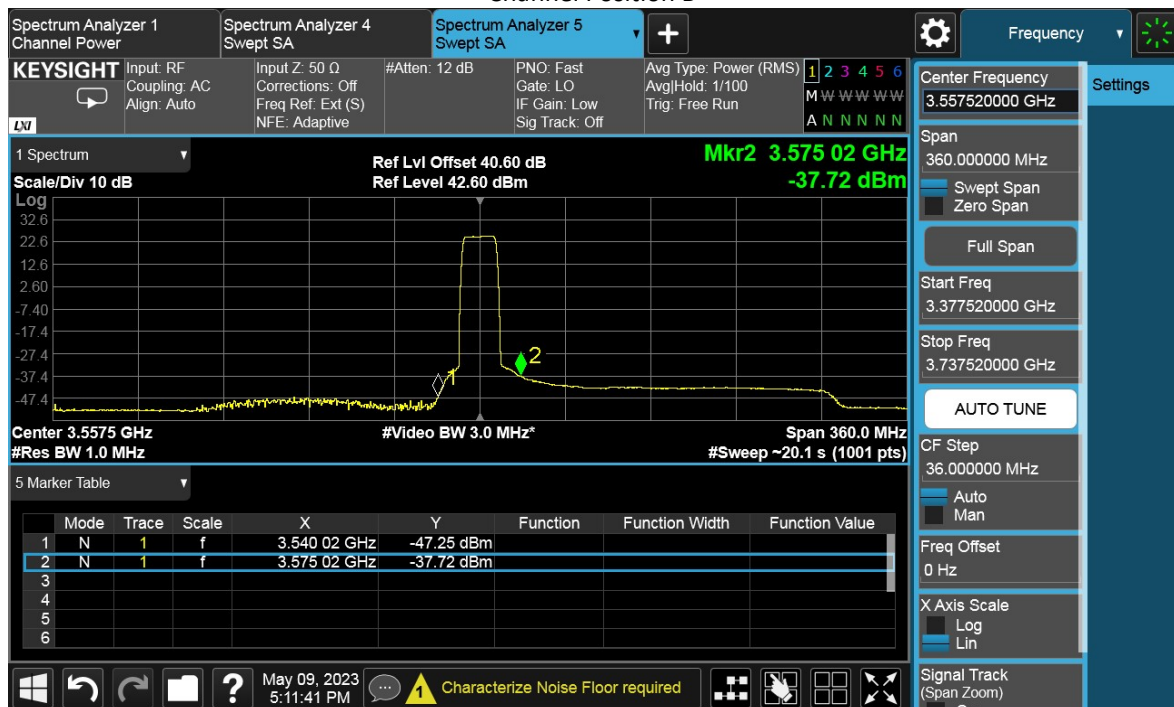 Spectrum Analyzer 1
Channel Power
Spectrum Analyzer 4
Swept SA
Spectrum Analyzer 5
Swept SA
Frequency
KEYSIGHT
LXI
Input: RF
Coupling: AC
Align: Auto
Input Z: 50 Ω
Corrections: Off
Freq Ref: Ext (S)
NFE: Adaptive
#Atten: 12 dB
PNO: Fast
Gate: LO
IF Gain: Low
Sig Track: Off
Avg Type: Power (RMS)
Avg|Hold: 1/100
Trig: Free Run
1 2 3 4 5 6
M W W W W W
A N N N N N
1 Spectrum
Scale/Div 10 dB
Ref Lvl Offset 40.60 dB
Ref Level 42.60 dBm
Mkr2 3.575 02 GHz
-37.72 dBm
Log
32.6
22.6
12.6
2.60
-7.40
-17.4
-27.4
-37.4
-47.4
1
2
Center 3.5575 GHz
#Res BW 1.0 MHz
#Video BW 3.0 MHz*
Span 360.0 MHz
#Sweep ~20.1 s (1001 pts)
5 Marker Table
Mode Trace Scale X Y Function Function Width Function Value
1 N 1 f 3.540 02 GHz -47.25 dBm
2 N 1 f 3.575 02 GHz -37.72 dBm
3
4
5
6
May 09, 2023
5:11:41 PM
?
1
Characterize Noise Floor required
Center Frequency
3.557520000 GHz
Settings
Span
360.000000 MHz
Swept Span
Zero Span
Full Span
Start Freq
3.377520000 GHz
Stop Freq
3.737520000 GHz
AUTO TUNE
CF Step
36.000000 MHz
Auto
Man
Freq Offset
0 Hz
X Axis Scale
Log
Lin
Signal Track
(Span Zoom)